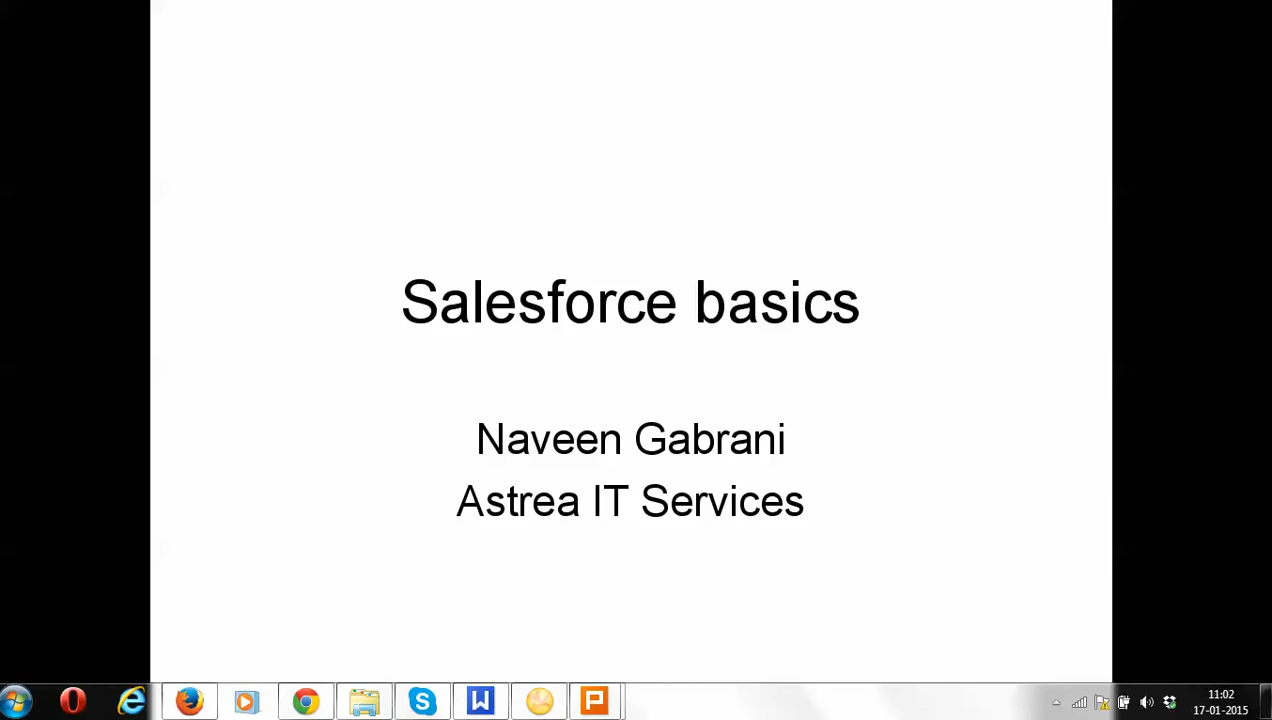 Salesforce basics
Naveen Gabrani
Astrea IT Services
11:02
17-01-2015